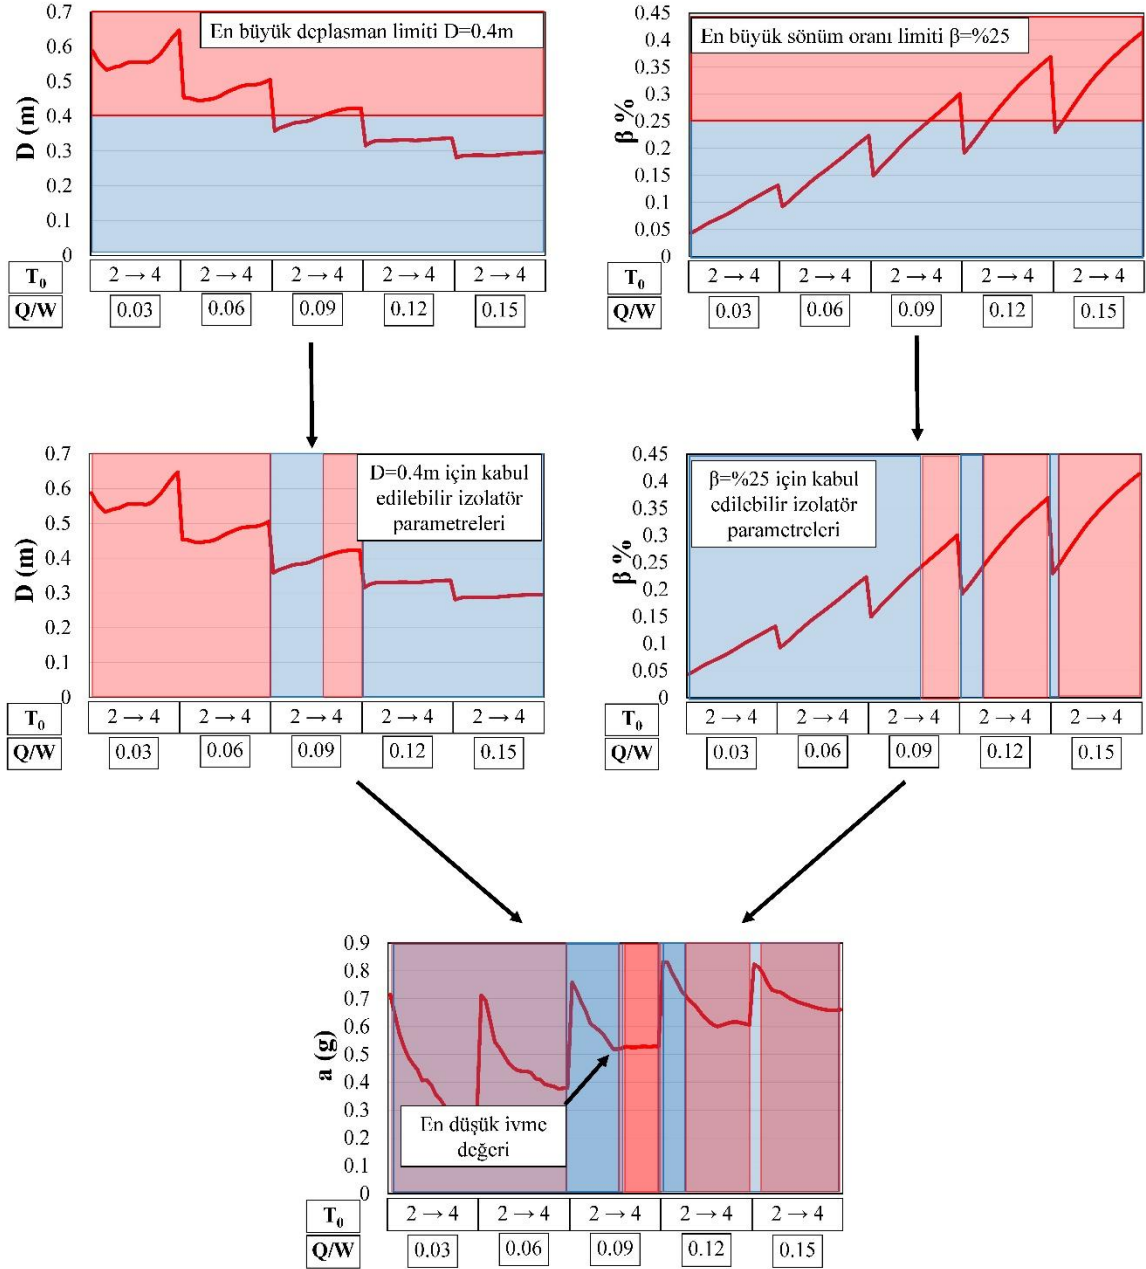 En büyük deplasman limiti D=0.4m
D (m)
0.7
0.6
0.5
0.4
0.3
0.2
0.1
0
T0 2 → 4 2 → 4 2 → 4 2 → 4 2 → 4
Q/W 0.03 0.06 0.09 0.12 0.15
En büyük sönüm oranı limiti β=%25
β %
0.45
0.4
0.35
0.3
0.25
0.2
0.15
0.1
0.05
0
T0 2 → 4 2 → 4 2 → 4 2 → 4 2 → 4
Q/W 0.03 0.06 0.09 0.12 0.15
D=0.4m için kabul
edilebilir izolatör
parametreleri
D (m)
0.7
0.6
0.5
0.4
0.3
0.2
0.1
0
T0 2 → 4 2 → 4 2 → 4 2 → 4 2 → 4
Q/W 0.03 0.06 0.09 0.12 0.15
β=%25 için kabul
edilebilir izolatör
parametreleri
β %
0.45
0.4
0.35
0.3
0.25
0.2
0.15
0.1
0.05
0
T0 2 → 4 2 → 4 2 → 4 2 → 4 2 → 4
Q/W 0.03 0.06 0.09 0.12 0.15
a (g)
0.9
0.8
0.7
0.6
0.5
0.4
0.3
0.2
0.1
0
En düşük ivme
değeri
T0 2 → 4 2 → 4 2 → 4 2 → 4 2 → 4
Q/W 0.03 0.06 0.09 0.12 0.15